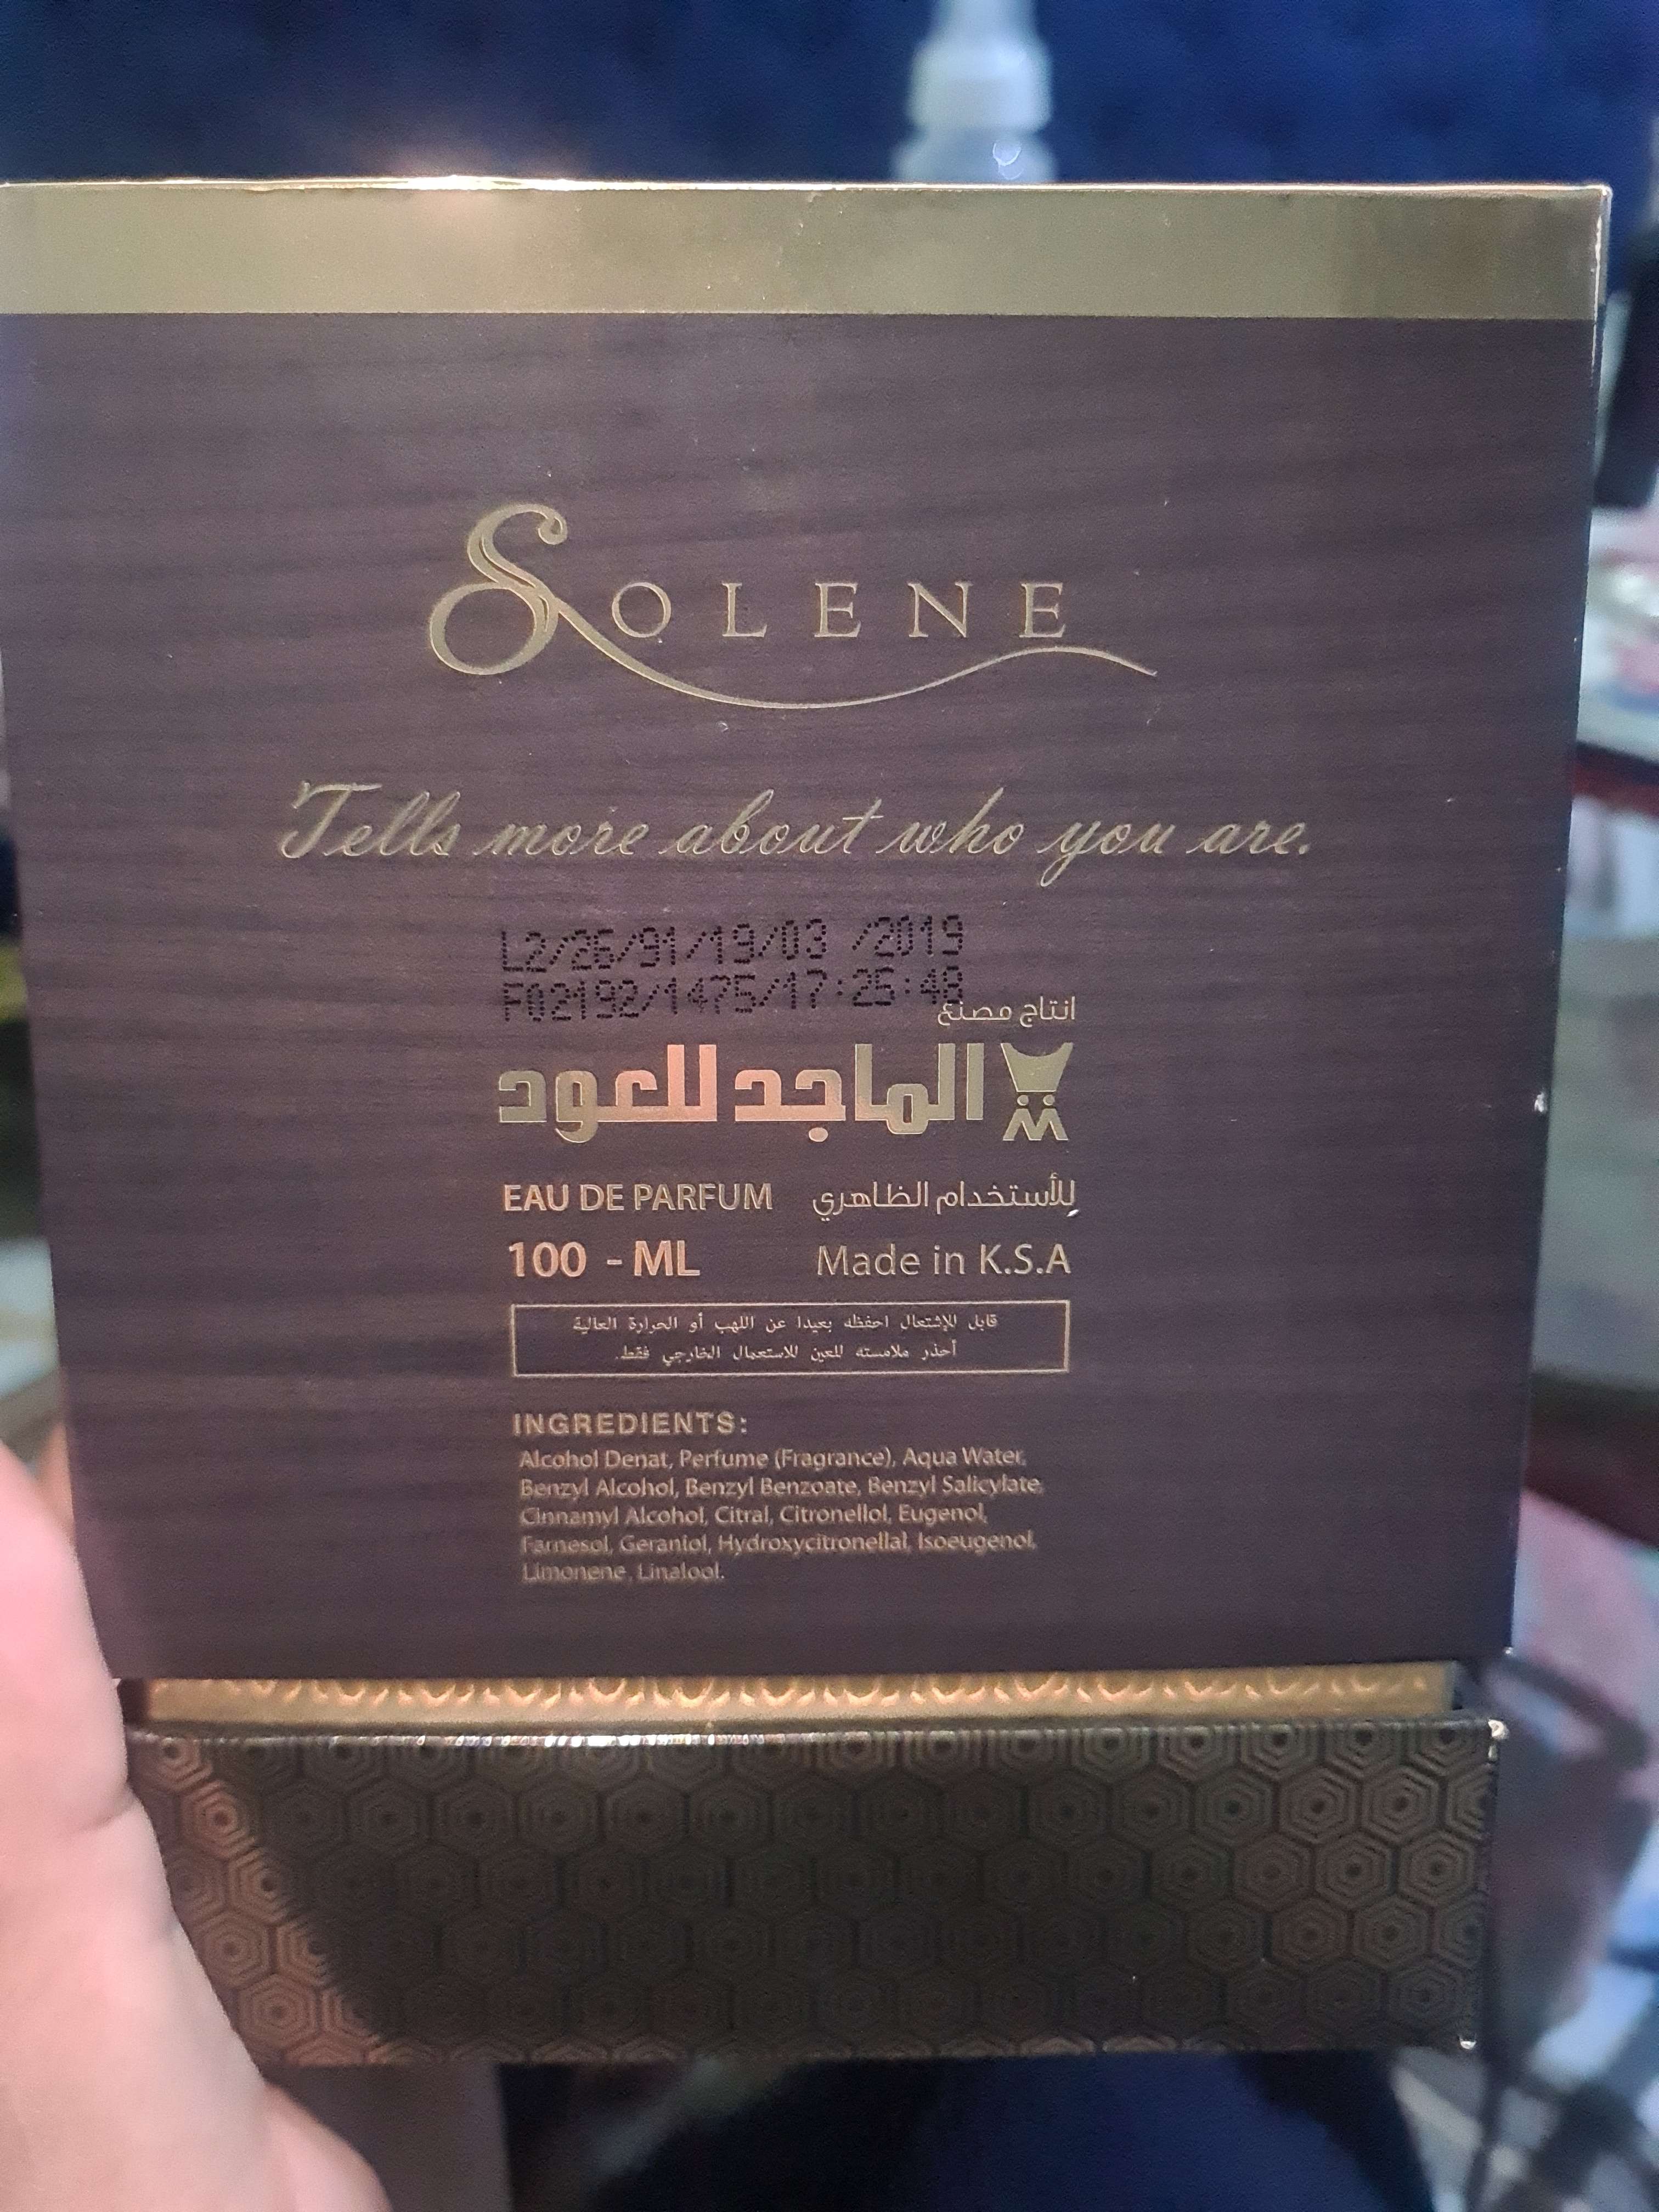 SOLENE
Tells more about who you are.
L2/26/91/19/03 /2019
F02192/1475/17:25:48
انتاج مصنع
الماجد للعود
EAU DE PARFUM للأستخدام الظاهري
100 - ML Made in K.S.A
قابل للإشتعال احفظه بعيدا عن اللهب أو الحرارة العالية
أحذر ملامسته للعين للاستعمال الخارجي فقط.
INGREDIENTS:
Alcohol Denat, Perfume (Fragrance), Aqua Water,
Benzyl Alcohol, Benzyl Benzoate, Benzyl Salicylate,
Cinnamyl Alcohol, Citral, Citronellol, Eugenol,
Farnesol, Geraniol, Hydroxycitronellal, Isoeugenol,
Limonene, Linalool.